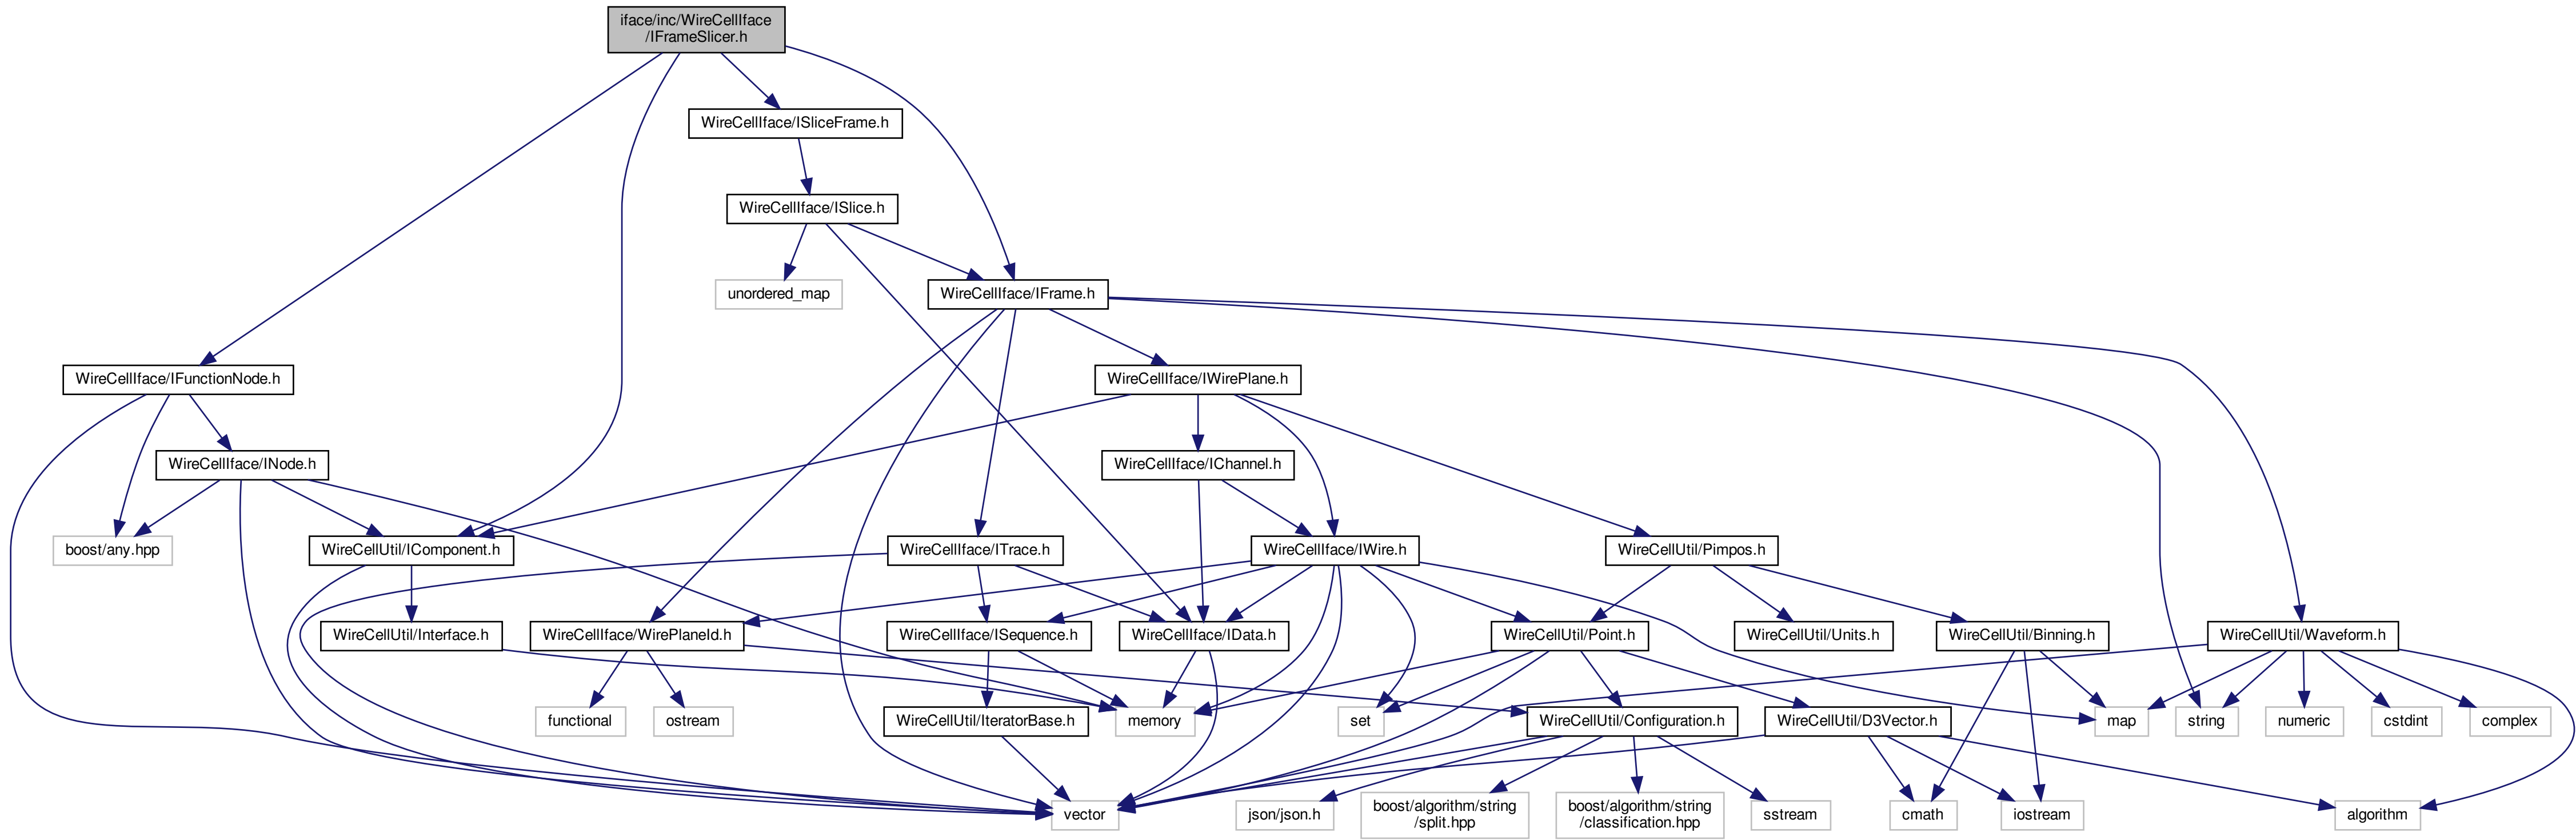 iface/inc/WireCellIface
/IFrameSlicer.h
WireCellIface/ISliceFrame.h
WireCellIface/ISlice.h
unordered_map
WireCellIface/IFrame.h
WireCellIface/IFunctionNode.h
WireCellIface/IWirePlane.h
WireCellIface/INode.h
WireCellIface/IChannel.h
boost/any.hpp
WireCellUtil/IComponent.h
WireCellIface/ITrace.h
WireCellIface/IWire.h
WireCellUtil/Pimpos.h
WireCellUtil/Interface.h
WireCellIface/WirePlaneId.h
WireCellIface/ISequence.h
WireCellIface/IData.h
WireCellUtil/Point.h
WireCellUtil/Units.h
WireCellUtil/Binning.h
WireCellUtil/Waveform.h
functional
ostream
WireCellUtil/IteratorBase.h
memory
set
WireCellUtil/Configuration.h
WireCellUtil/D3Vector.h
map
string
numeric
cstdint
complex
vector
json/json.h
boost/algorithm/string
/split.hpp
boost/algorithm/string
/classification.hpp
sstream
cmath
iostream
algorithm